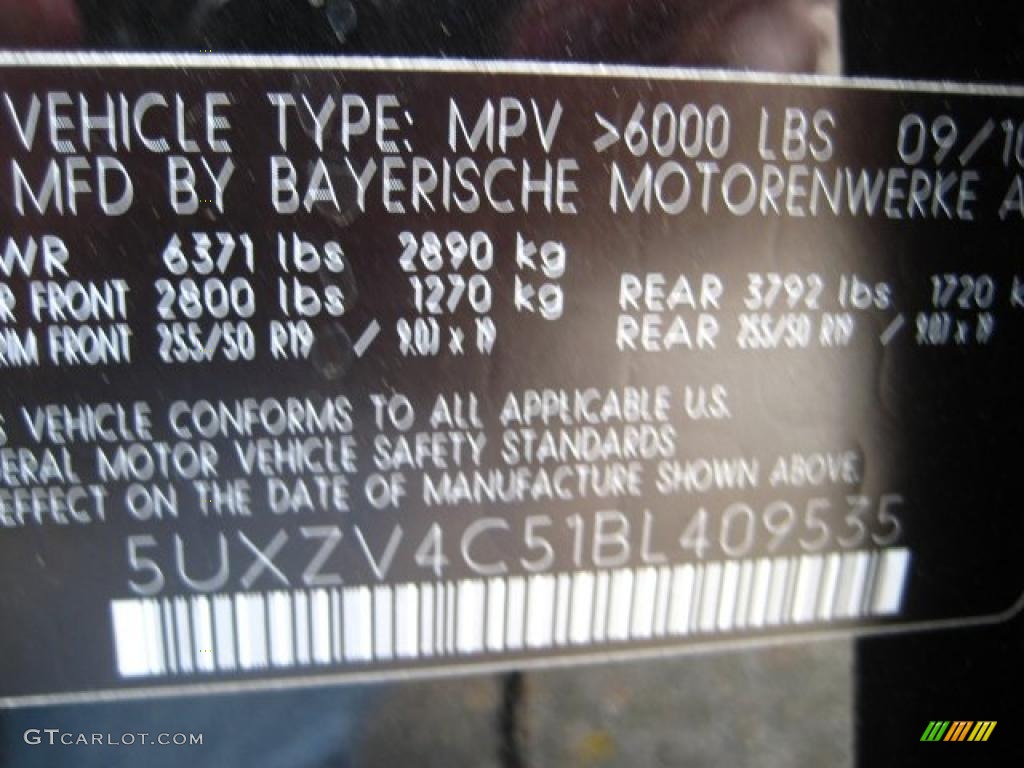 VEHICLE TYPE: MPV >6000 LBS 09/10
MFD BY BAYERISCHE MOTORENWERKE A
WR 6371 lbs 2890 kg
R FRONT 2800 lbs 1270 kg REAR 3792 lbs 1720 k
RIM FRONT 255/50 R19 / 9.0J x 19 REAR 255/50 R19 / 9.0J x 19
S VEHICLE CONFORMS TO ALL APPLICABLE U.S.
ERAL MOTOR VEHICLE SAFETY STANDARDS
EFFECT ON THE DATE OF MANUFACTURE SHOWN ABOVE.
5UXZV4C51BL409535
GTCARLOT.COM